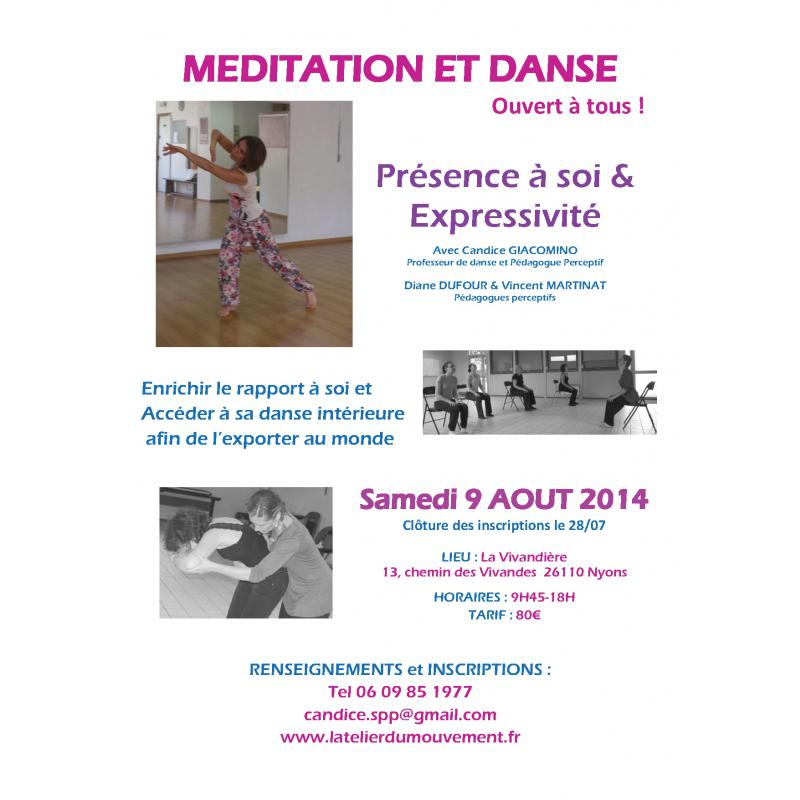 MEDITATION ET DANSE
Ouvert à tous !
Présence à soi &
Expressivité
Avec Candice GIACOMINO
Professeur de danse et Pédagogue Perceptif
Diane DUFOUR & Vincent MARTINAT
Pédagogues perceptifs
Enrichir le rapport à soi et
Accéder à sa danse intérieure
afin de l'exporter au monde
Samedi 9 AOUT 2014
Clôture des inscriptions le 28/07
LIEU : La Vivandière
13, chemin des Vivandes 26110 Nyons
HORAIRES : 9H45-18H
TARIF : 80€
RENSEIGNEMENTS et INSCRIPTIONS :
Tel 06 09 85 1977
candice.spp@gmail.com
www.latelierdumouvement.fr